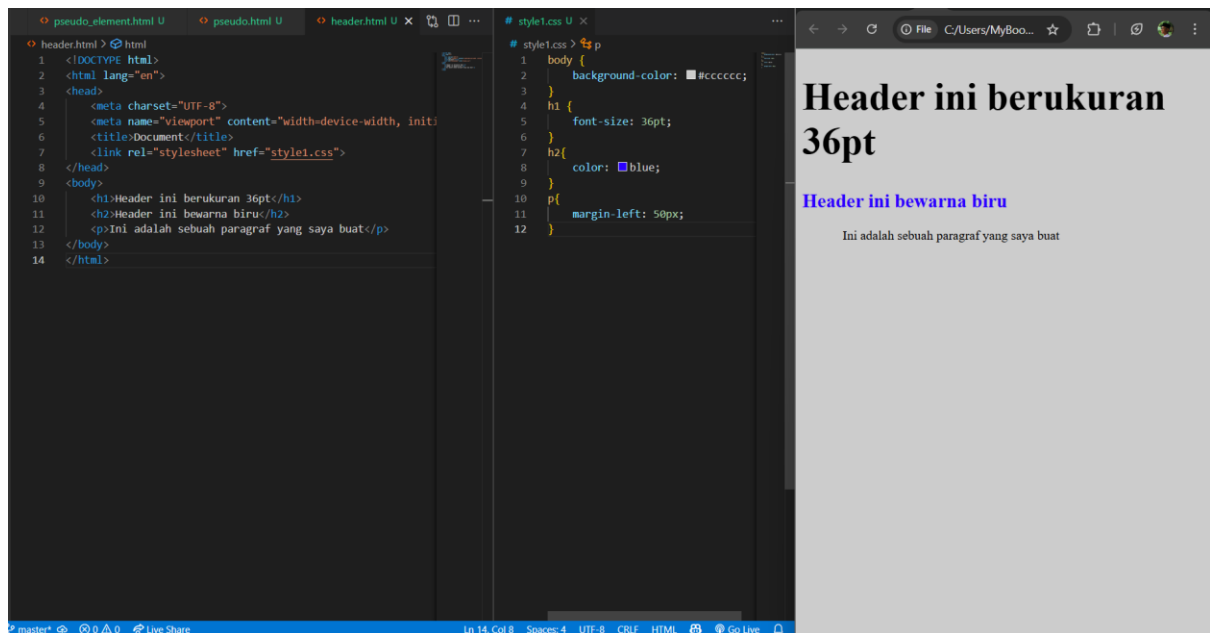 pseudo_element.html U pseudo.html U header.html U
header.html > html
1 <!DOCTYPE html>
2 <html lang="en">
3 <head>
4 <meta charset="UTF-8">
5 <meta name="viewport" content="width=device-width, initi
6 <title>Document</title>
7 <link rel="stylesheet" href="style1.css">
8 </head>
9 <body>
10 <h1>Header ini berukuran 36pt</h1>
11 <h2>Header ini bewarna biru</h2>
12 <p>Ini adalah sebuah paragraf yang saya buat</p>
13 </body>
14 </html>
# style1.css U
# style1.css > p
1 body {
2 background-color: #cccccc;
3 }
4 h1 {
5 font-size: 36pt;
6 }
7 h2{
8 color: blue;
9 }
10 p{
11 margin-left: 50px;
12 }
File C:/Users/MyBoo...
Header ini berukuran
36pt
Header ini bewarna biru
Ini adalah sebuah paragraf yang saya buat
master* 0 0 Live Share Ln 14, Col 8 Spaces: 4 UTF-8 CRLF HTML Go Live